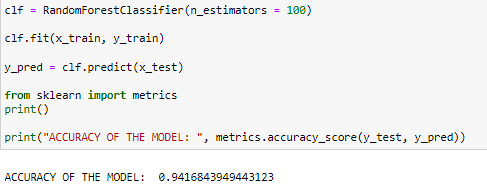 clf = RandomForestClassifier(n_estimators = 100)
clf.fit(x_train, y_train)
y_pred = clf.predict(x_test)
from sklearn import metrics
print()
print("ACCURACY OF THE MODEL: ", metrics.accuracy_score(y_test, y_pred))
ACCURACY OF THE MODEL:  0.9416843949443123